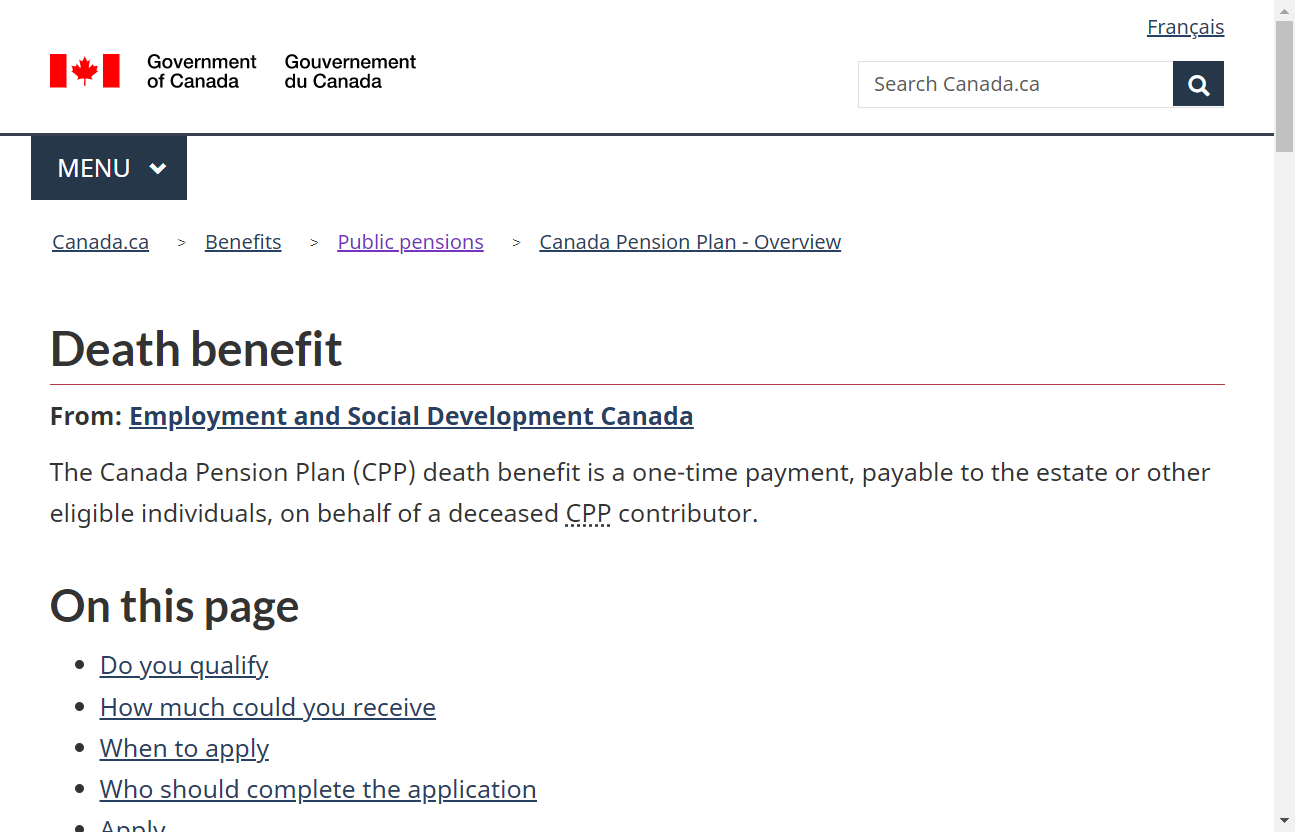 Français
Government of Canada
Gouvernement du Canada
Search Canada.ca
MENU
Canada.ca > Benefits > Public pensions > Canada Pension Plan - Overview
Death benefit
From: Employment and Social Development Canada
The Canada Pension Plan (CPP) death benefit is a one-time payment, payable to the estate or other
eligible individuals, on behalf of a deceased CPP contributor.
On this page
• Do you qualify
• How much could you receive
• When to apply
• Who should complete the application
• Apply